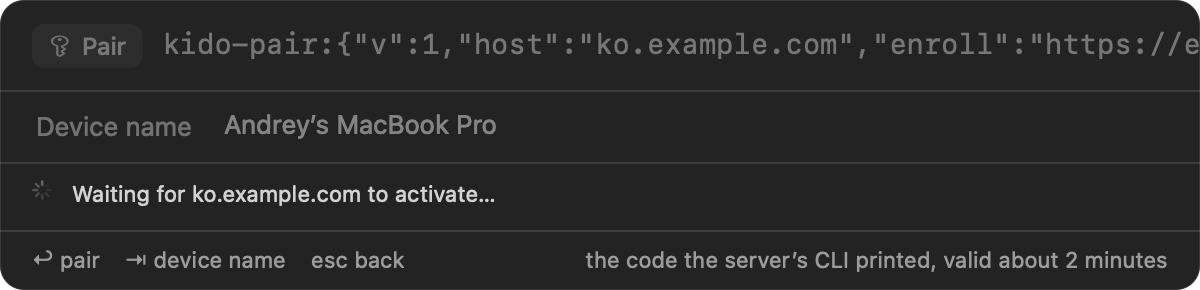 Pair kido-pair:{"v":1,"host":"ko.example.com","enroll":"https://e
Device name Andrey’s MacBook Pro
Waiting for ko.example.com to activate…
↩ pair ⇥ device name esc back the code the server’s CLI printed, valid about 2 minutes